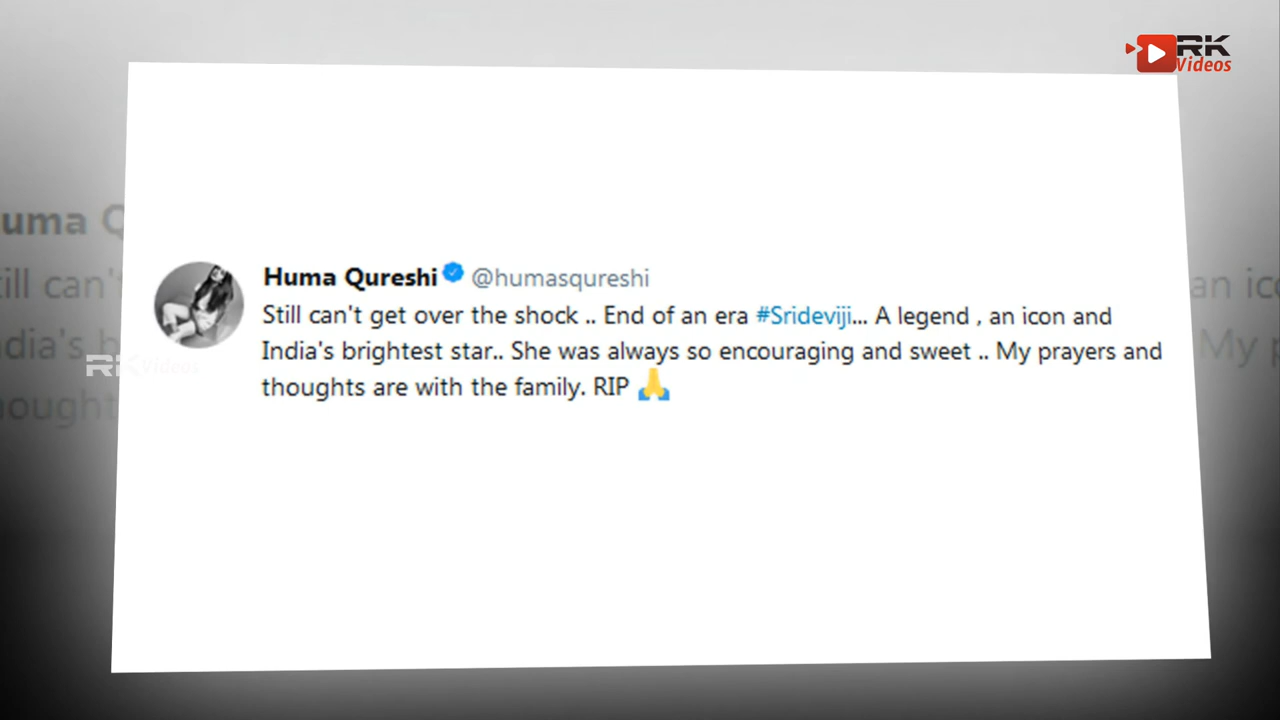 RK
Videos
Huma Qureshi @humasqureshi
Still can't get over the shock .. End of an era #Srideviji... A legend , an icon and
India's brightest star.. She was always so encouraging and sweet .. My prayers and
thoughts are with the family. RIP 🙏
RK Videos